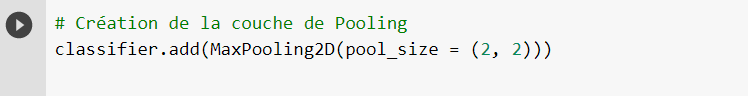 # Création de la couche de Pooling
classifier.add(MaxPooling2D(pool_size = (2, 2)))